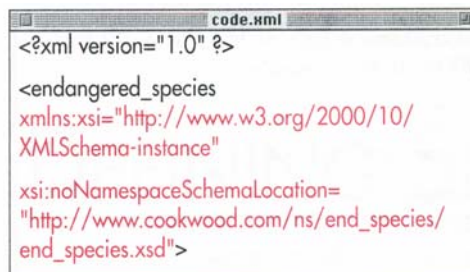 code.xml
<?xml version="1.0" ?>
<endangered_species
xmlns:xsi="http://www.w3.org/2000/10/
XMLSchema-instance"
xsi:noNamespaceSchemaLocation=
"http://www.cookwood.com/ns/end_species/
end_species.xsd">